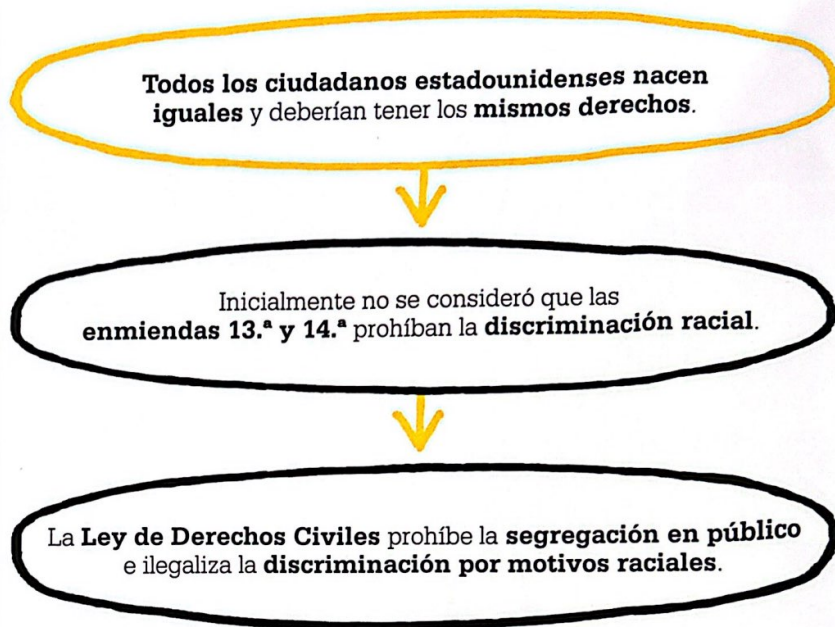 Todos los ciudadanos estadounidenses nacen
iguales y deberían tener los mismos derechos.
Inicialmente no se consideró que las
enmiendas 13.ª y 14.ª prohíban la discriminación racial.
La Ley de Derechos Civiles prohíbe la segregación en público
e ilegaliza la discriminación por motivos raciales.